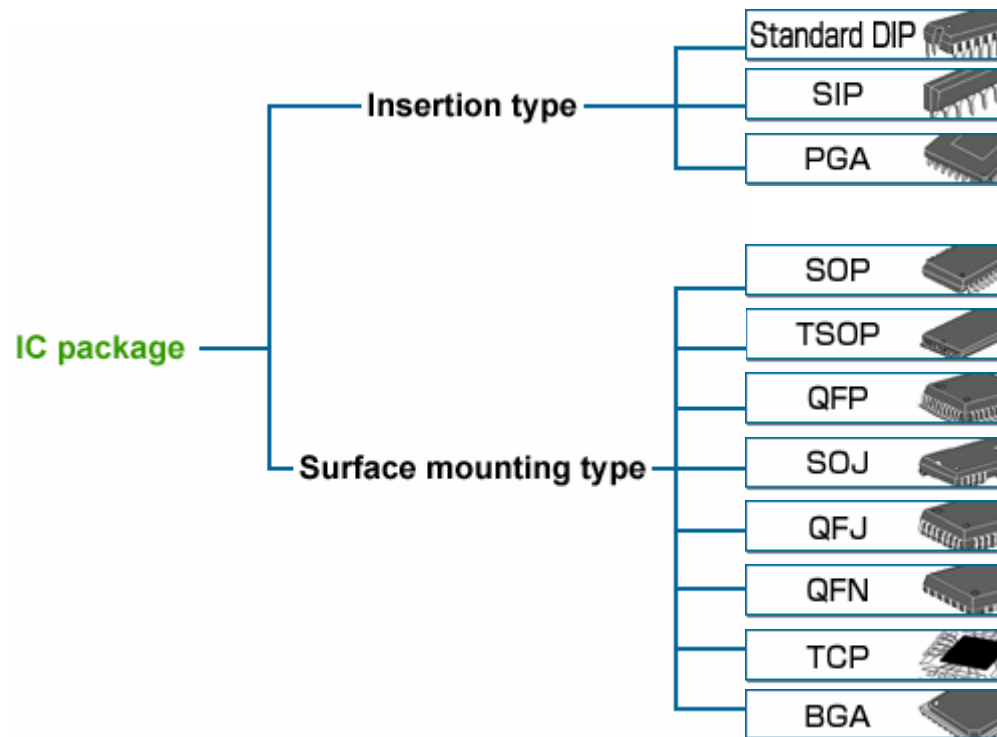 Standard DIP
Insertion type
SIP
PGA
SOP
TSOP
IC package
QFP
Surface mounting type
SOJ
QFJ
QFN
TCP
BGA